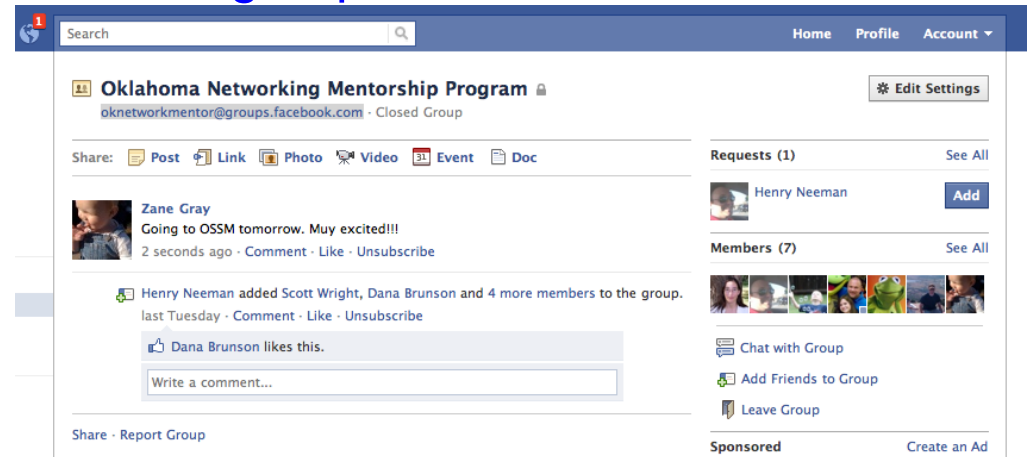 1
Search
Home Profile Account
Oklahoma Networking Mentorship Program
oknetworkmentor@groups.facebook.com · Closed Group
Edit Settings
Share: Post Link Photo Video 31 Event Doc
Zane Gray
Going to OSSM tomorrow. Muy excited!!!
2 seconds ago · Comment · Like · Unsubscribe
Henry Neeman added Scott Wright, Dana Brunson and 4 more members to the group.
last Tuesday · Comment · Like · Unsubscribe
Dana Brunson likes this.
Write a comment...
Share · Report Group
Requests (1) See All
Henry Neeman
Add
Members (7) See All
Chat with Group
Add Friends to Group
Leave Group
Sponsored Create an Ad